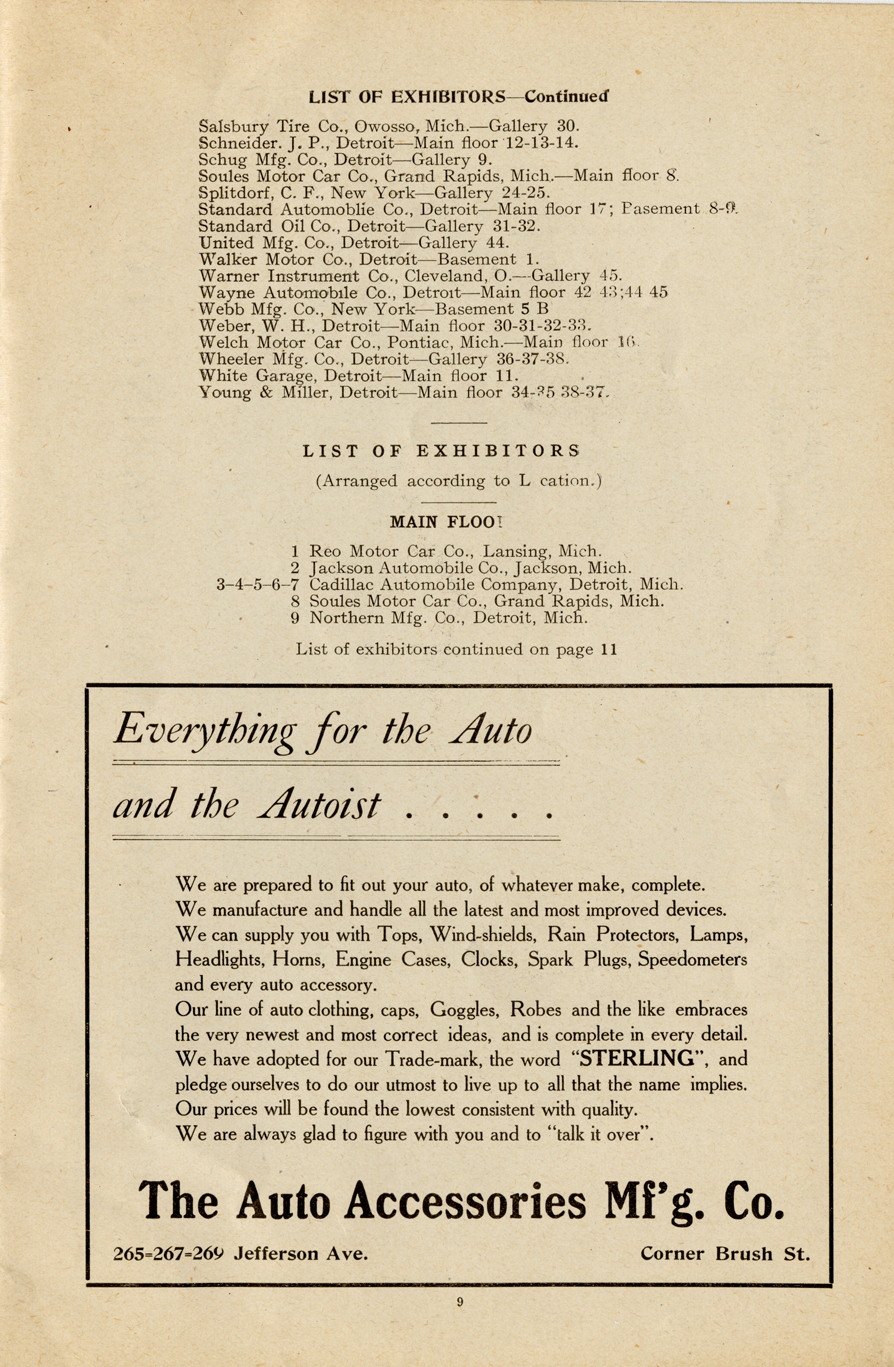 LIST OF EXHIBITORS—Continued
Salsbury Tire Co., Owosso, Mich.—Gallery 30.
Schneider. J. P., Detroit—Main floor 12-13-14.
Schug Mfg. Co., Detroit—Gallery 9.
Soules Motor Car Co., Grand Rapids, Mich.—Main floor 8.
Splitdorf, C. F., New York—Gallery 24-25.
Standard Automoblie Co., Detroit—Main floor 17; Basement 8-9.
Standard Oil Co., Detroit—Gallery 31-32.
United Mfg. Co., Detroit—Gallery 44.
Walker Motor Co., Detroit—Basement 1.
Warner Instrument Co., Cleveland, O.—Gallery 45.
Wayne Automobile Co., Detroit—Main floor 42 43;44 45
Webb Mfg. Co., New York—Basement 5 B
Weber, W. H., Detroit—Main floor 30-31-32-33.
Welch Motor Car Co., Pontiac, Mich.—Main floor 16.
Wheeler Mfg. Co., Detroit—Gallery 36-37-38.
White Garage, Detroit—Main floor 11.
Young & Miller, Detroit—Main floor 34-35 38-37.
LIST OF EXHIBITORS
(Arranged according to L cation.)
MAIN FLOOR
1 Reo Motor Car Co., Lansing, Mich.
2 Jackson Automobile Co., Jackson, Mich.
3-4-5-6-7 Cadillac Automobile Company, Detroit, Mich.
8 Soules Motor Car Co., Grand Rapids, Mich.
9 Northern Mfg. Co., Detroit, Mich.
List of exhibitors continued on page 11
Everything for the Auto
and the Autoist . . . . .
We are prepared to fit out your auto, of whatever make, complete.
We manufacture and handle all the latest and most improved devices.
We can supply you with Tops, Wind-shields, Rain Protectors, Lamps,
Headlights, Horns, Engine Cases, Clocks, Spark Plugs, Speedometers
and every auto accessory.
Our line of auto clothing, caps, Goggles, Robes and the like embraces
the very newest and most correct ideas, and is complete in every detail.
We have adopted for our Trade-mark, the word "STERLING", and
pledge ourselves to do our utmost to live up to all that the name implies.
Our prices will be found the lowest consistent with quality.
We are always glad to figure with you and to "talk it over".
The Auto Accessories Mf'g. Co.
265=267=269 Jefferson Ave.
Corner Brush St.
9